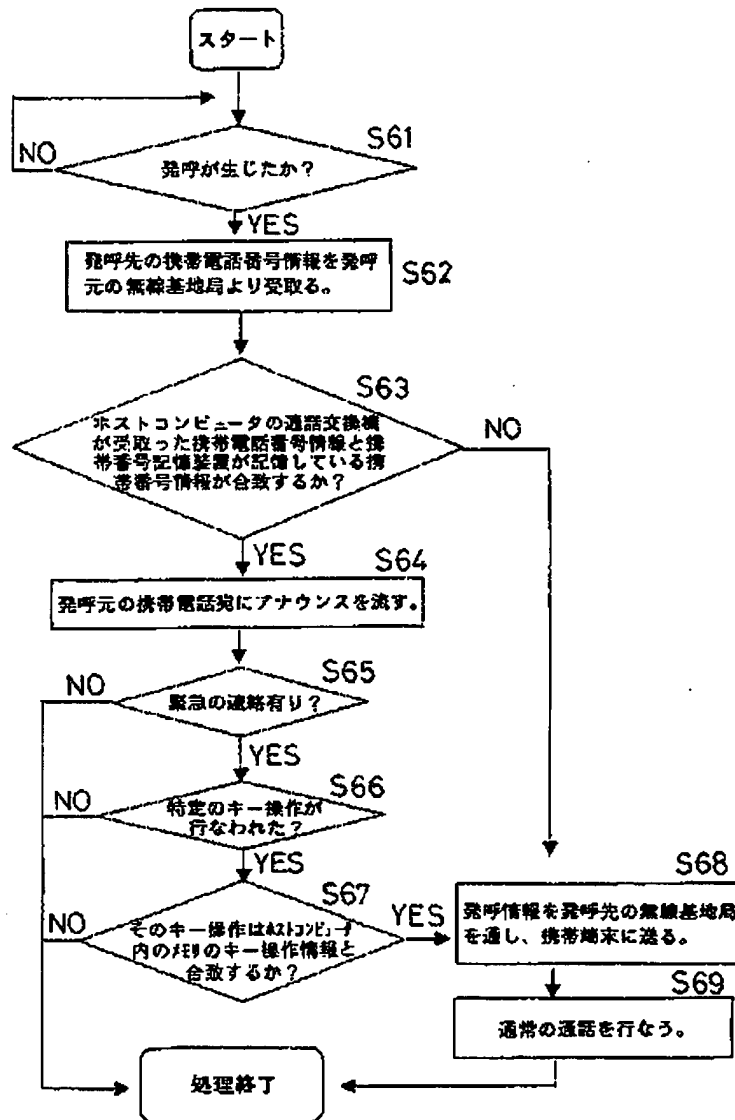 スタート
S61
NO
発呼が生じたか？
YES
発呼先の携帯電話番号情報を発呼
元の無線基地局より受取る。
S62
S63
ホストコンピュータの通話交換機
が受取った携帯電話番号情報と携
帯番号記憶装置が記憶している携
帯番号情報が合致するか？
NO
YES
S64
発呼元の携帯電話宛にアナウンスを流す。
S65
NO
緊急の連絡有り？
YES
S66
NO
特定のキー操作が
行なわれた？
YES
S67
NO
そのキー操作はホストコンピュータ
内のメモリのキー操作情報と
合致するか？
YES
S68
発呼情報を発呼先の無線基地局
を通し、携帯端末に送る。
S69
通常の通話を行なう。
処理終了